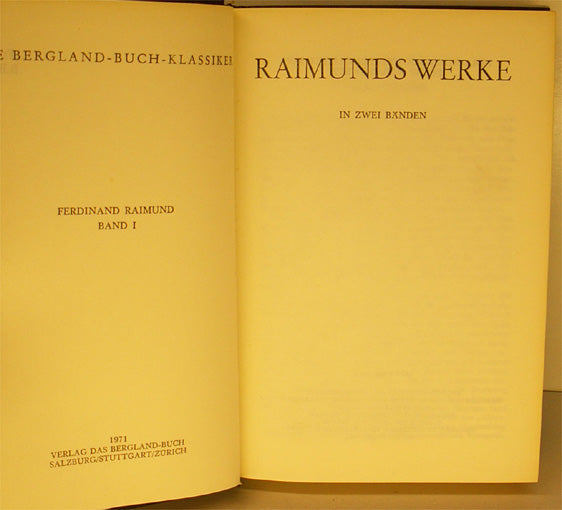 E BERGLAND-BUCH-KLASSIKER
FERDINAND RAIMUND
BAND I
1971
VERLAG DAS BERGLAND-BUCH
SALZBURG/STUTTGART/ZÜRICH
RAIMUNDS WERKE
IN ZWEI BÄNDEN